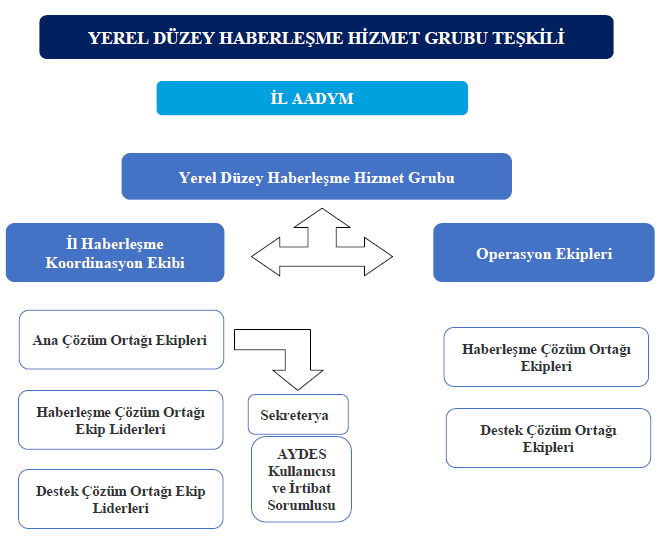 YEREL DÜZEY HABERLEŞME HİZMET GRUBU TEŞKİLİ
İL AADYM
Yerel Düzey Haberleşme Hizmet Grubu
İl Haberleşme
Koordinasyon Ekibi
Operasyon Ekipleri
Ana Çözüm Ortağı Ekipleri
Haberleşme Çözüm Ortağı
Ekip Liderleri
Destek Çözüm Ortağı Ekip
Liderleri
Sekreterya
AYDES
Kullanıcısı
ve İrtibat
Sorumlusu
Haberleşme Çözüm Ortağı
Ekipleri
Destek Çözüm Ortağı
Ekipleri